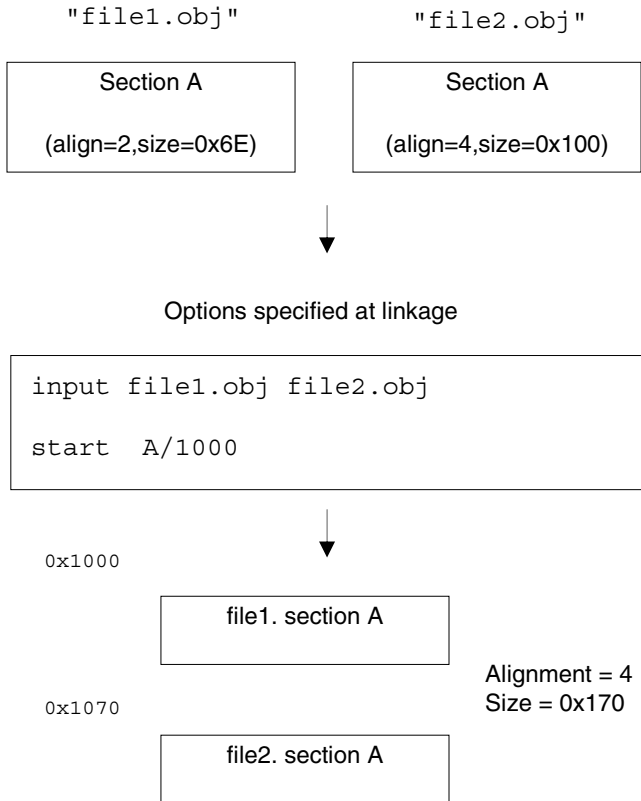 "file1.obj" "file2.obj"
Section A
(align=2,size=0x6E)
Section A
(align=4,size=0x100)
Options specified at linkage
input file1.obj file2.obj
start A/1000
0x1000
file1. section A
Alignment = 4
Size = 0x170
0x1070
file2. section A